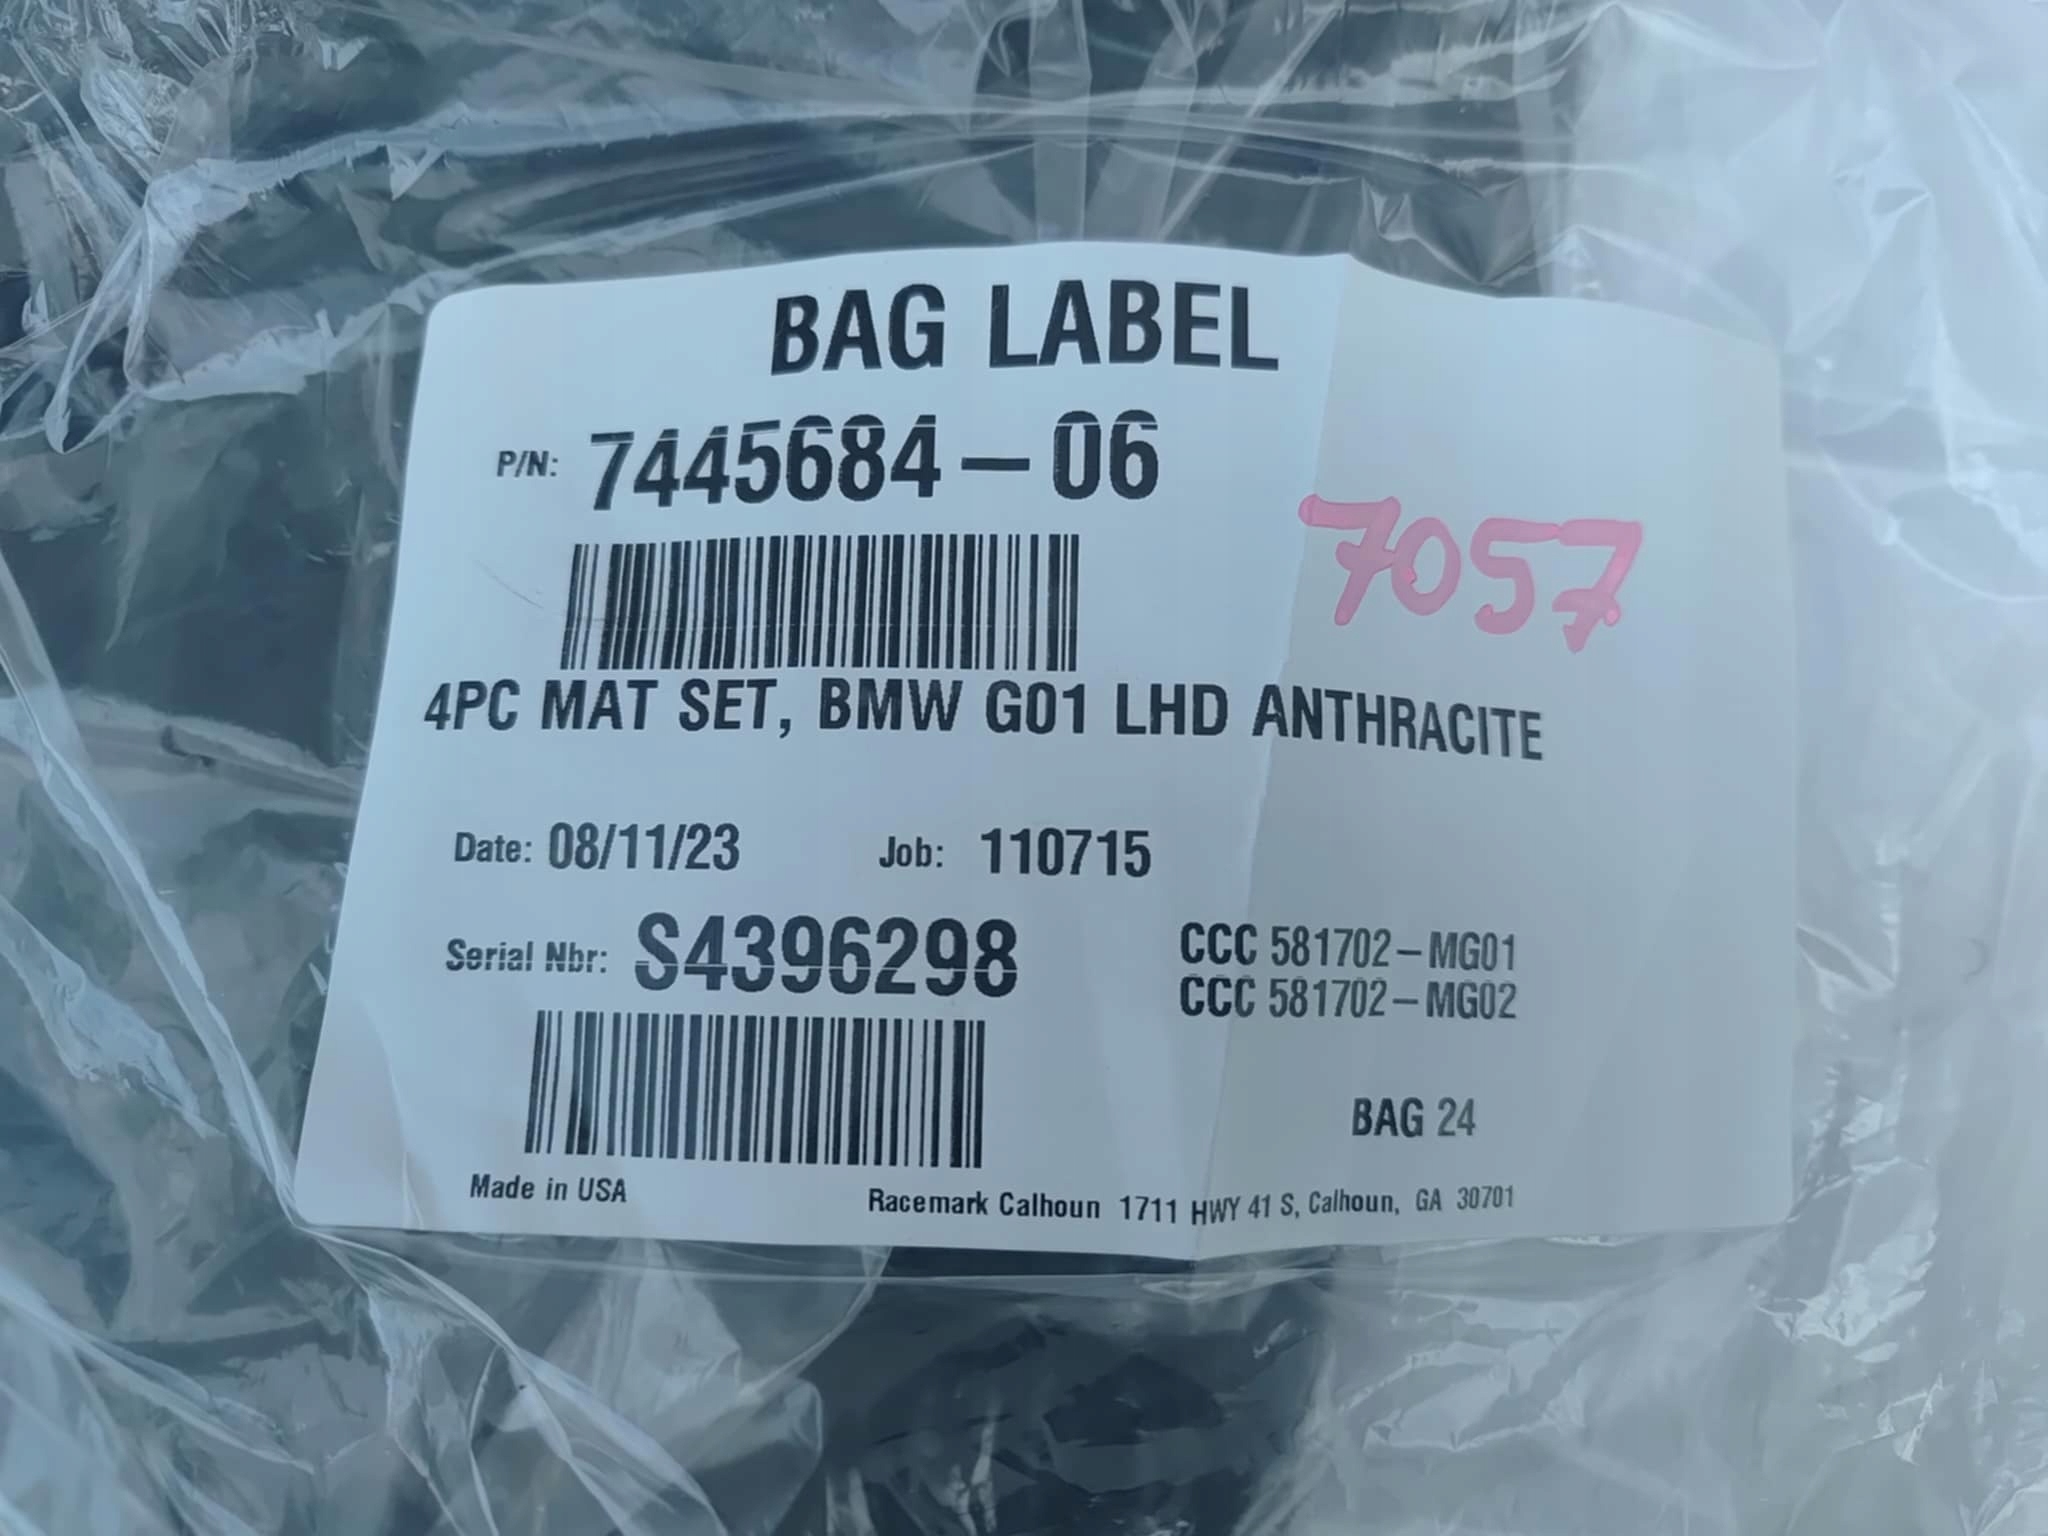 BAG LABEL
P/N: 7445684-06
7057
4PC MAT SET, BMW G01 LHD ANTHRACITE
Date: 08/11/23 Job: 110715
Serial Nbr: S4396298
CCC 581702-MG01
CCC 581702-MG02
BAG 24
Made in USA
Racemark Calhoun 1711 HWY 41 S, Calhoun, GA 30701